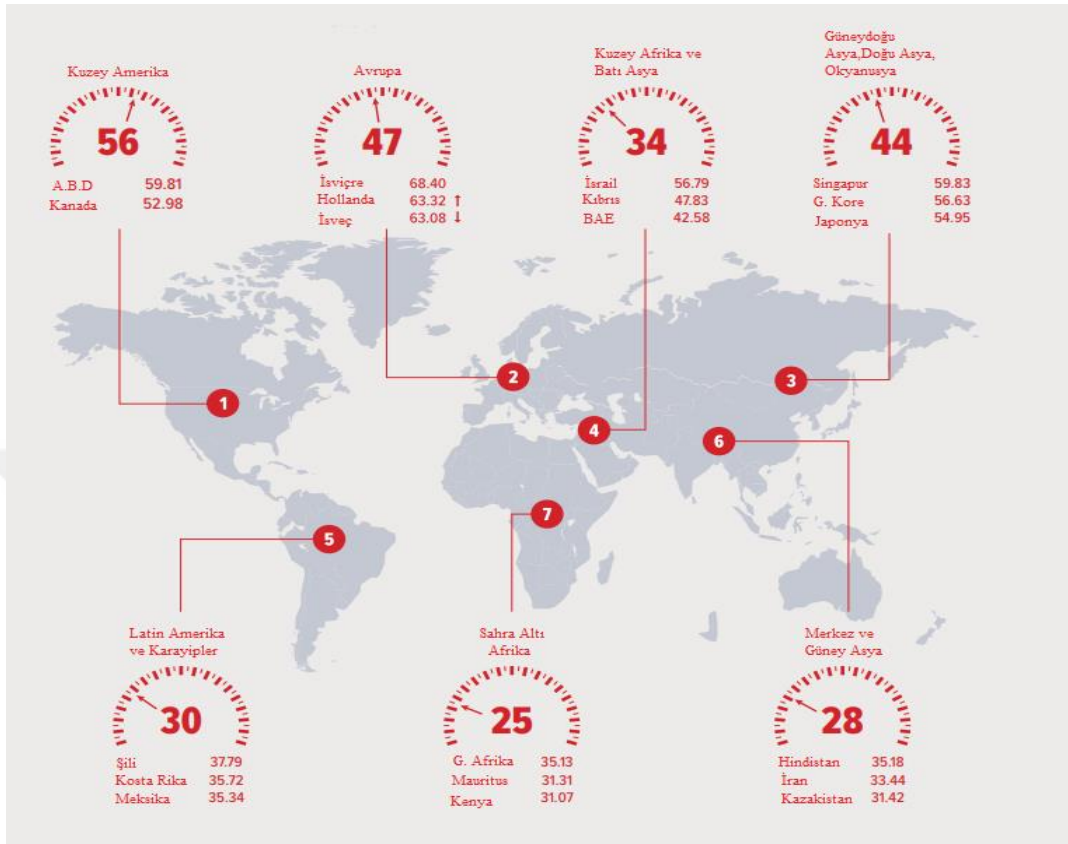 Kuzey Amerika
56
A.B.D 59.81
Kanada 52.98
Avrupa
47
İsviçre 68.40
Hollanda 63.32 ↑
İsveç 63.08 ↓
Kuzey Afrika ve
Batı Asya
34
İsrail 56.79
Kıbrıs 47.83
BAE 42.58
Güneydoğu
Asya,Doğu Asya,
Okyanusya
44
Singapur 59.83
G. Kore 56.63
Japonya 54.95
1
2
3
4
6
7
5
Latin Amerika
ve Karayipler
30
Şili 37.79
Kosta Rika 35.72
Meksika 35.34
Sahra Altı
Afrika
25
G. Afrika 35.13
Mauritus 31.31
Kenya 31.07
Merkez ve
Güney Asya
28
Hindistan 35.18
İran 33.44
Kazakistan 31.42